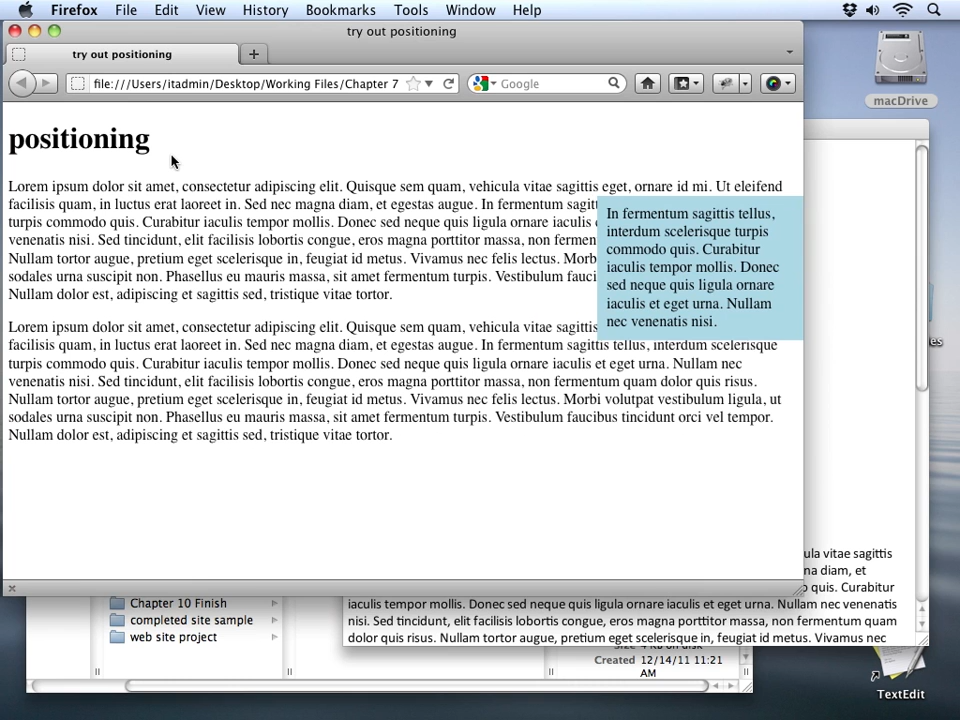 Firefox File Edit View History Bookmarks Tools Window Help
try out positioning
try out positioning
file:///Users/itadmin/Desktop/Working Files/Chapter 7
Google
macDrive
positioning
Lorem ipsum dolor sit amet, consectetur adipiscing elit. Quisque sem quam, vehicula vitae sagittis eget, ornare id mi. Ut eleifend
facilisis quam, in luctus erat laoreet in. Sed nec magna diam, et egestas augue. In fermentum
turpis commodo quis. Curabitur iaculis tempor mollis. Donec sed neque quis ligula ornare
venenatis nisi. Sed tincidunt, elit facilisis lobortis congue, eros magna porttitor massa, non
Nullam tortor augue, pretium eget scelerisque in, feugiat id metus. Vivamus nec felis lectus.
sodales urna suscipit non. Phasellus eu mauris massa, sit amet fermentum turpis.
Nullam dolor est, adipiscing et sagittis sed, tristique vitae tortor.
In fermentum sagittis tellus,
interdum scelerisque turpis
commodo quis. Curabitur
iaculis tempor mollis. Donec
sed neque quis ligula ornare
iaculis et eget urna. Nullam
nec venenatis nisi.
Lorem ipsum dolor sit amet, consectetur adipiscing elit. Quisque sem quam, vehicula vitae
facilisis quam, in luctus erat laoreet in. Sed nec magna diam, et egestas augue. In fermentum sagittis tellus, interdum scelerisque
turpis commodo quis. Curabitur iaculis tempor mollis. Donec sed neque quis ligula ornare iaculis et eget urna. Nullam nec
venenatis nisi. Sed tincidunt, elit facilisis lobortis congue, eros magna porttitor massa, non fermentum quam dolor quis risus.
Nullam tortor augue, pretium eget scelerisque in, feugiat id metus. Vivamus nec felis lectus. Morbi volutpat vestibulum ligula, ut
sodales urna suscipit non. Phasellus eu mauris massa, sit amet fermentum turpis. Vestibulum faucibus tincidunt orci vel tempor.
Nullam dolor est, adipiscing et sagittis sed, tristique vitae tortor.
ula vitae sagittis
na diam, et
quis. Curabitur
iaculis tempor mollis. Donec sed neque quis ligula ornare iaculis et eget urna. Nullam nec venenatis
nisi. Sed tincidunt, elit facilisis lobortis congue, eros magna porttitor massa, non fermentum quam
dolor quis risus. Nullam tortor augue, pretium eget scelerisque in, feugiat id metus. Vivamus nec
Chapter 10 Finish
completed site sample
web site project
Created 12/14/11 11:21
AM
TextEdit